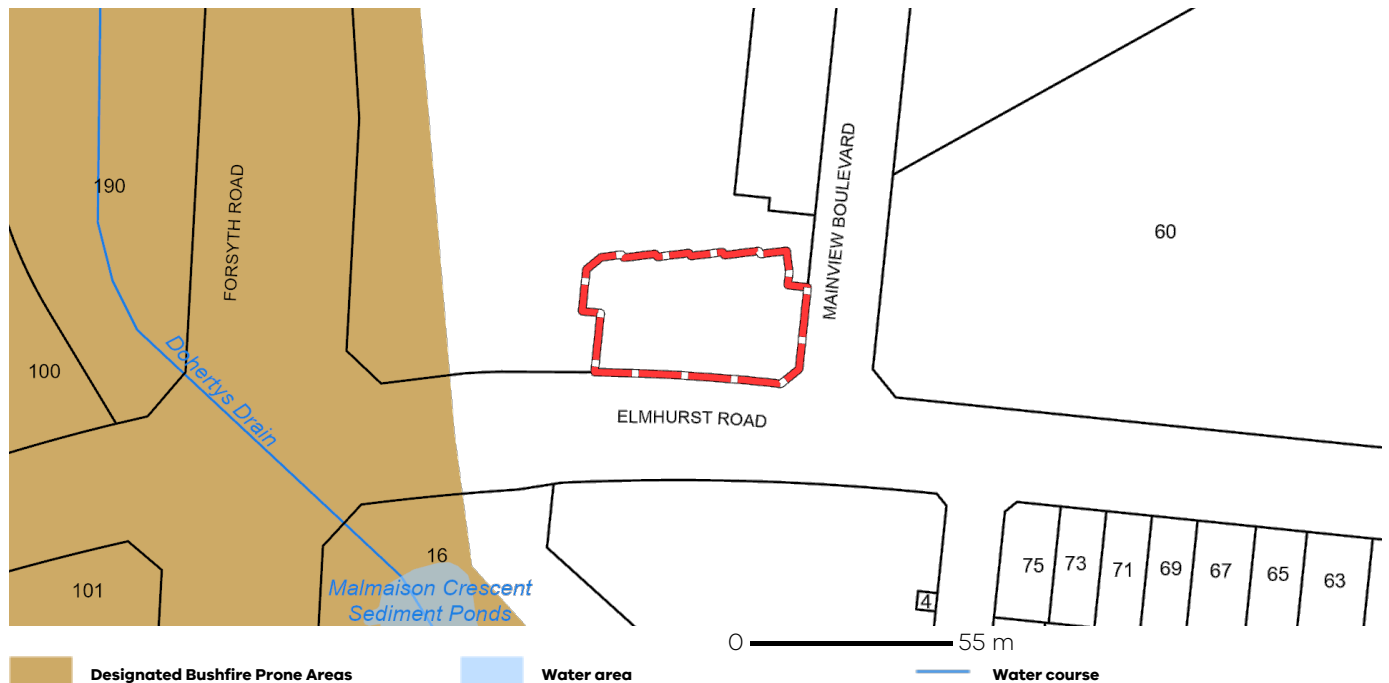 190
FORSYTH ROAD
MAINVIEW BOULEVARD
60
100
Dohertys Drain
ELMHURST ROAD
16
101
Malmaison Crescent
Sediment Ponds
75 73 71 69 67 65 63
4
0 55 m
Designated Bushfire Prone Areas Water area Water course